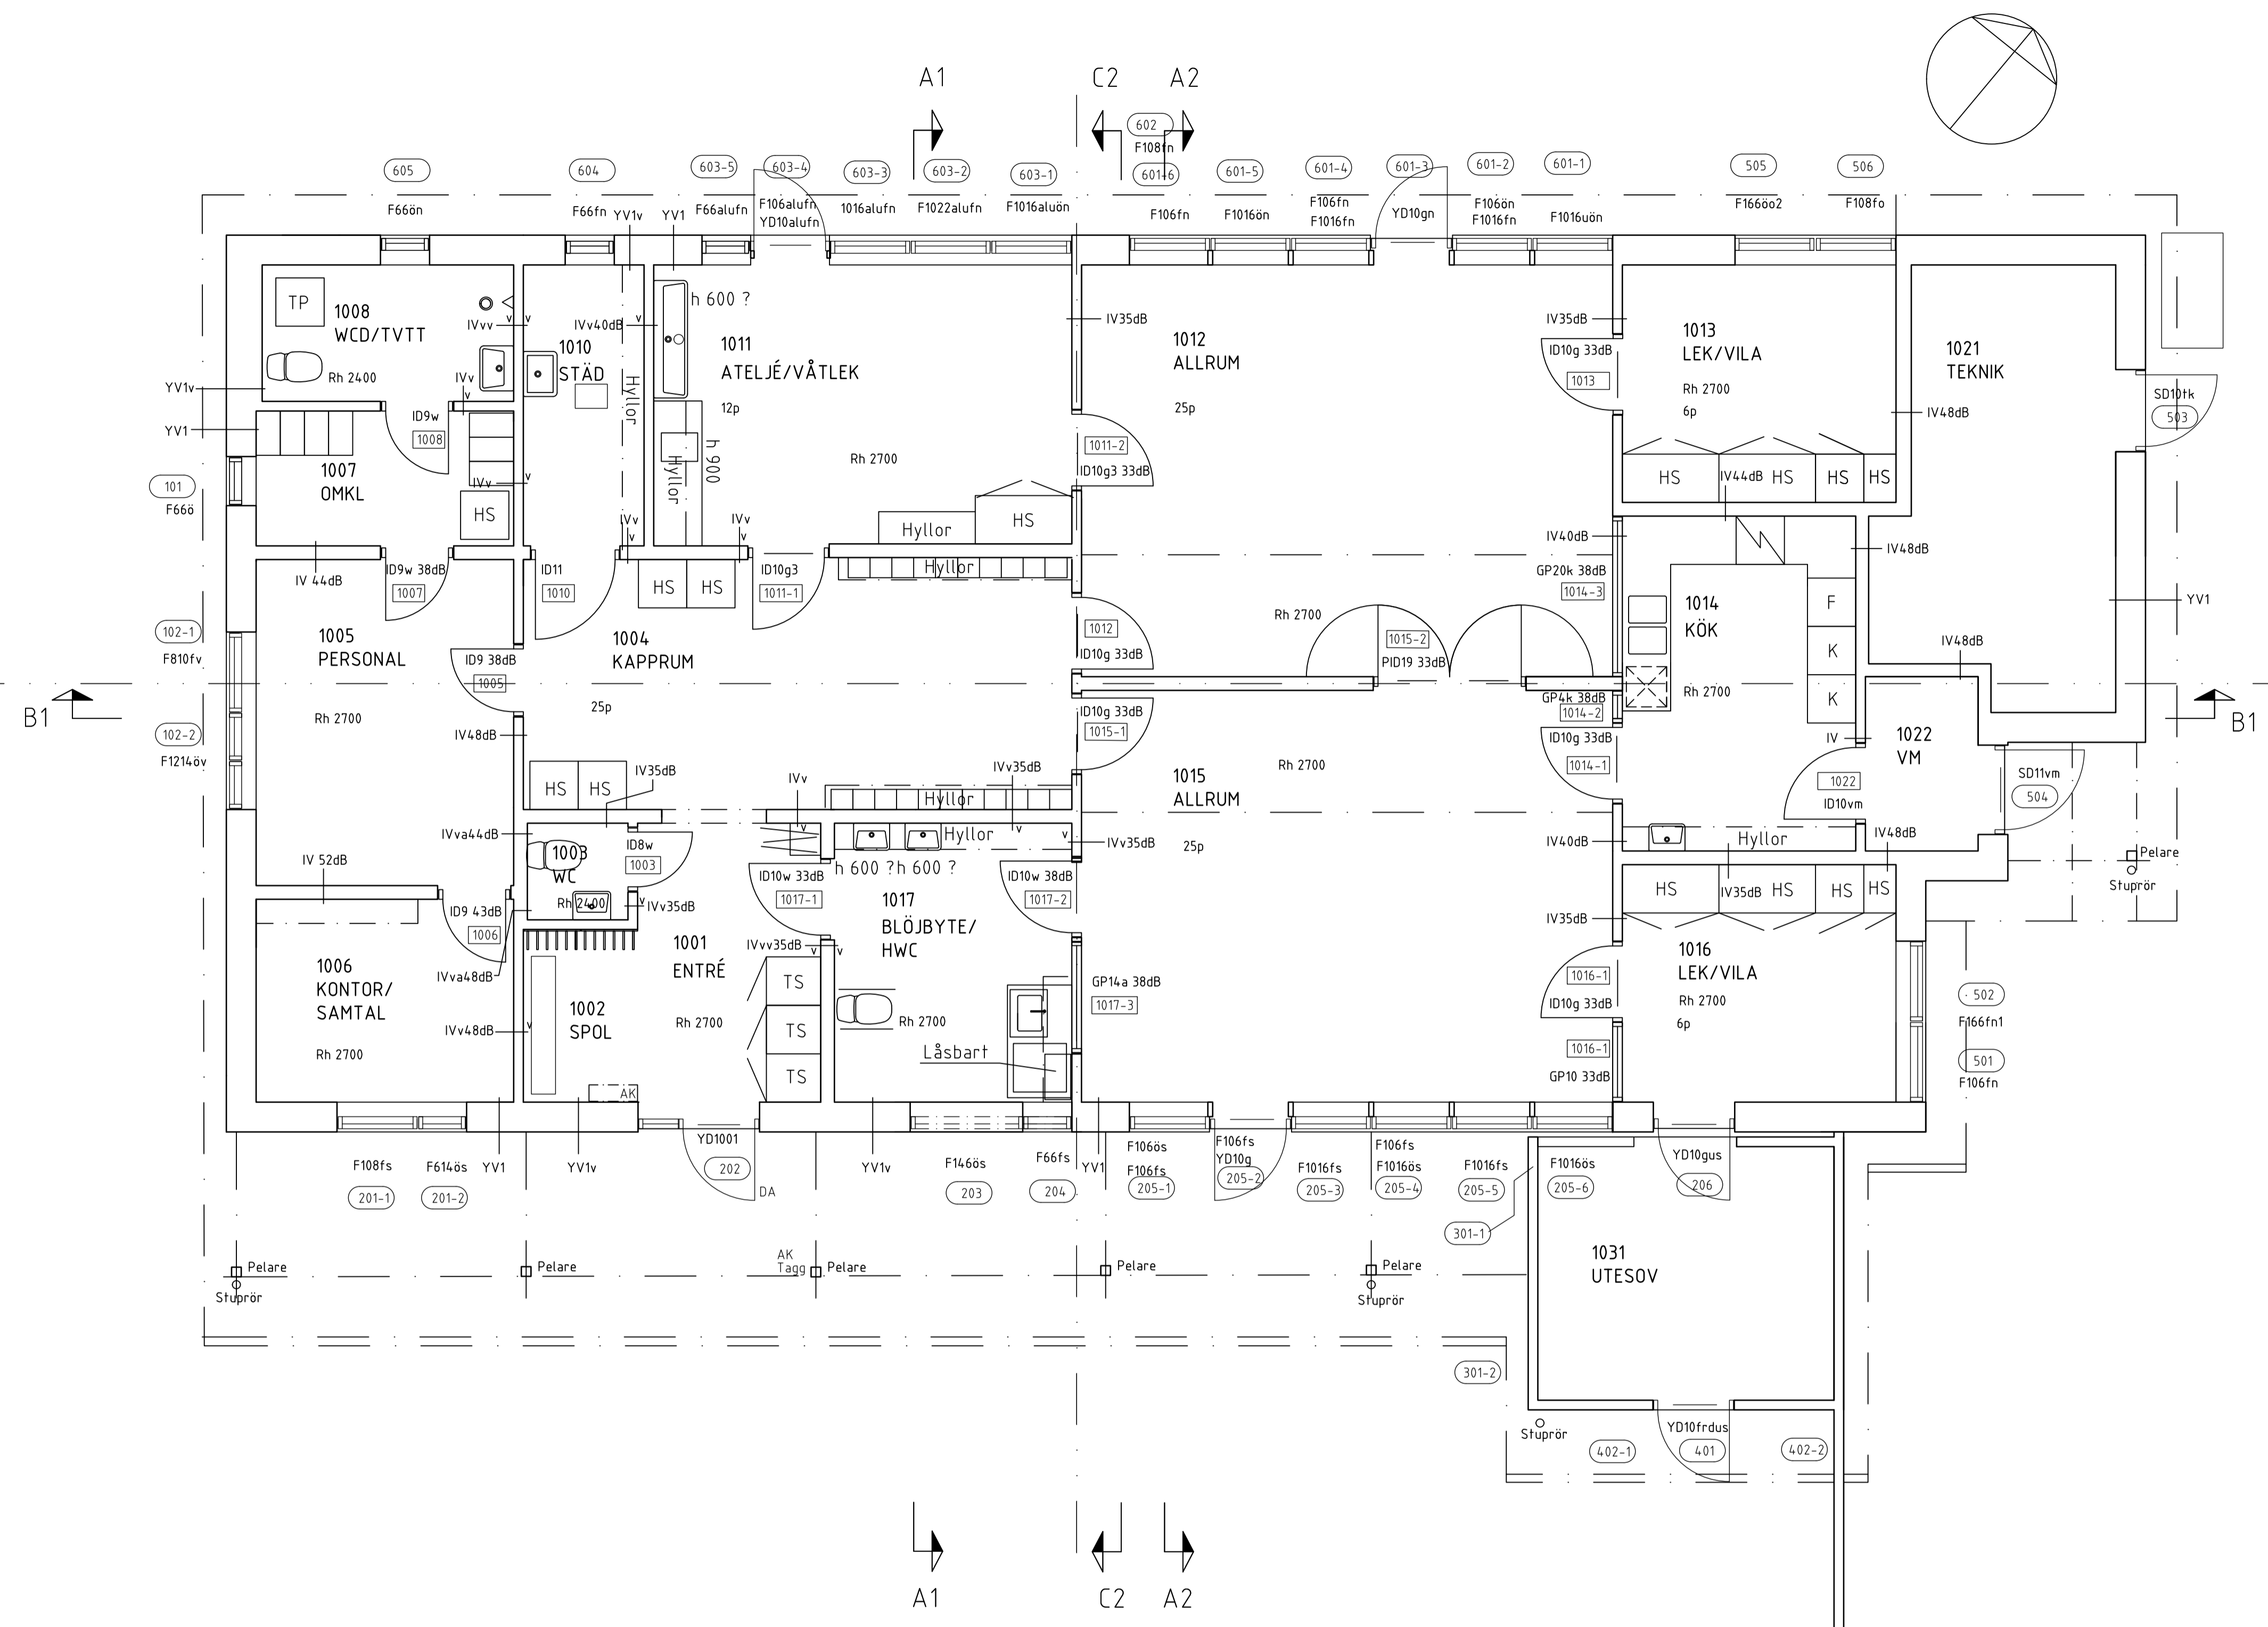 A1
C2
A2
602
F108fn
605
604
603-5
603-4
603-3
603-2
603-1
601-6
601-5
601-4
601-3
601-2
601-1
505
506
F66ön
F66fn
YV1v
YV1
F66alufn
F106alufn
YD10alufn
1016alufn
F1022alufn
F1016aluön
F106fn
F1016ön
F106fn
F1016fn
YD10gn
F106ön
F1016fn
F1016uön
F166öo2
F108fo
TP
1008
WCD/TVTT
Rh 2400
IVvv
v
v
IVv
YV1v
YV1
ID9w
1008
1007
OMKL
IVv
v
HS
101
F66ö
IV 44dB
ID9w 38dB
1007
1010
STÄD
IVv40dB
v
Hyllor
IVv
v
ID11
1010
h 600 ?
1011
ATELJÉ/VÅTLEK
12p
h 900
Hyllor
Rh 2700
IVv
v
Hyllor
HS
ID10g3
1011-1
HS
HS
Hyllor
IV35dB
1012
ALLRUM
25p
1011-2
ID10g3 33dB
IV35dB
ID10g 33dB
1013
1013
LEK/VILA
Rh 2700
6p
HS
IV44dB
HS
HS
HS
1021
TEKNIK
IV48dB
SD10tk
503
IV40dB
GP20k 38dB
1014-3
IV48dB
F
K
K
1014
KÖK
Rh 2700
YV1
IV48dB
102-1
F810fv
1005
PERSONAL
ID9 38dB
1005
Rh 2700
1004
KAPPRUM
25p
1012
ID10g 33dB
Rh 2700
1015-2
PID19 33dB
B1
B1
102-2
F1214öv
IV48dB
HS
HS
IV35dB
IVv
v
IVv35dB
v
Hyllor
ID10g 33dB
1015-1
1015
ALLRUM
Rh 2700
25p
GP4k 38dB
1014-2
ID10g 33dB
1014-1
IV40dB
IV
1022
ID10vm
1022
VM
SD11vm
504
IV48dB
Hyllor
Pelare
Stuprör
IVva44dB
1003
WC
Rh 2400
ID8w
1003
IVv35dB
v
IV 52dB
ID9 43dB
1006
IVva48dB
1006
KONTOR/
SAMTAL
Rh 2700
IVv48dB
v
1002
SPOL
AK
1001
ENTRÉ
Rh 2700
ID10w 33dB
1017-1
IVvv35dB
v
v
TS
TS
TS
Hyllor
v
IVv35dB
h 600 ?
h 600 ?
1017
BLÖJBYTE/
HWC
Rh 2700
ID10w 38dB
1017-2
Låsbart
GP14a 38dB
1017-3
HS
IV35dB
HS
HS
HS
IV35dB
1016
LEK/VILA
Rh 2700
6p
1016-1
ID10g 33dB
1016-1
GP10 33dB
502
F166fn1
501
F106fn
F108fs
201-1
F614ös
201-2
YV1
YV1v
YD1001
202
DA
YV1v
F146ös
203
F66fs
204
YV1
F106ös
F106fs
205-1
F106fs
YD10g
205-2
F1016fs
205-3
F106fs
F1016ös
205-4
F1016fs
205-5
F1016ös
205-6
301-1
YD10gus
206
Pelare
Stuprör
Pelare
AK
Tagg
Pelare
Pelare
Pelare
Stuprör
1031
UTESOV
301-2
Stuprör
402-1
YD10frdus
401
402-2
A1
C2
A2